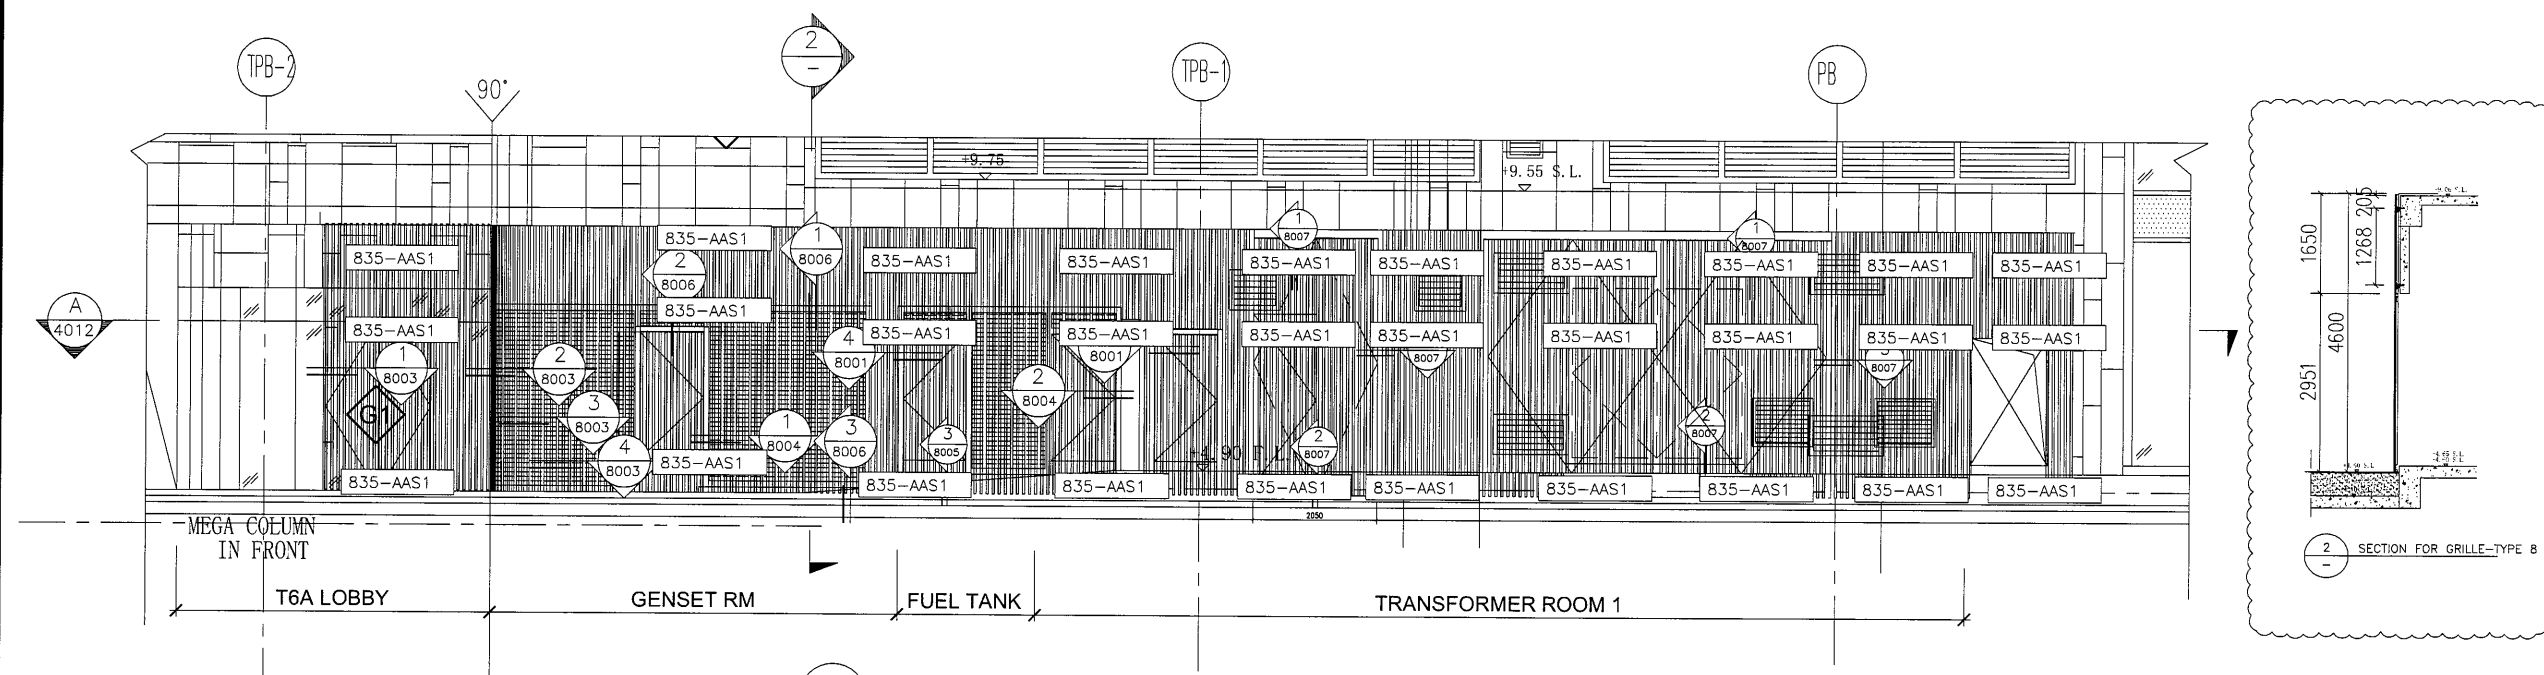 TPB-2
90°
2
-
TPB-1
PB
+9.75
+9.55 S.L.
835-AAS1
835-AAS1
2
8006
835-AAS1
1
8006
835-AAS1
835-AAS1
1
8007
835-AAS1
835-AAS1
835-AAS1
1
8007
835-AAS1
835-AAS1
835-AAS1
A
4012
835-AAS1
4
8001
835-AAS1
835-AAS1
8001
835-AAS1
835-AAS1
8007
835-AAS1
835-AAS1
835-AAS1
8007
835-AAS1
1
8003
G1
2
8003
3
8003
4
8003
835-AAS1
1
8004
3
8006
3
8005
2
8004
+4.90 F.L.
2
8007
2
8007
835-AAS1
835-AAS1
835-AAS1
835-AAS1
835-AAS1
835-AAS1
835-AAS1
835-AAS1
835-AAS1
2050
MEGA COLUMN
IN FRONT
T6A LOBBY
GENSET RM
FUEL TANK
TRANSFORMER ROOM 1
205
1268
1650
4600
2951
2
-
SECTION FOR GRILLE-TYPE 8